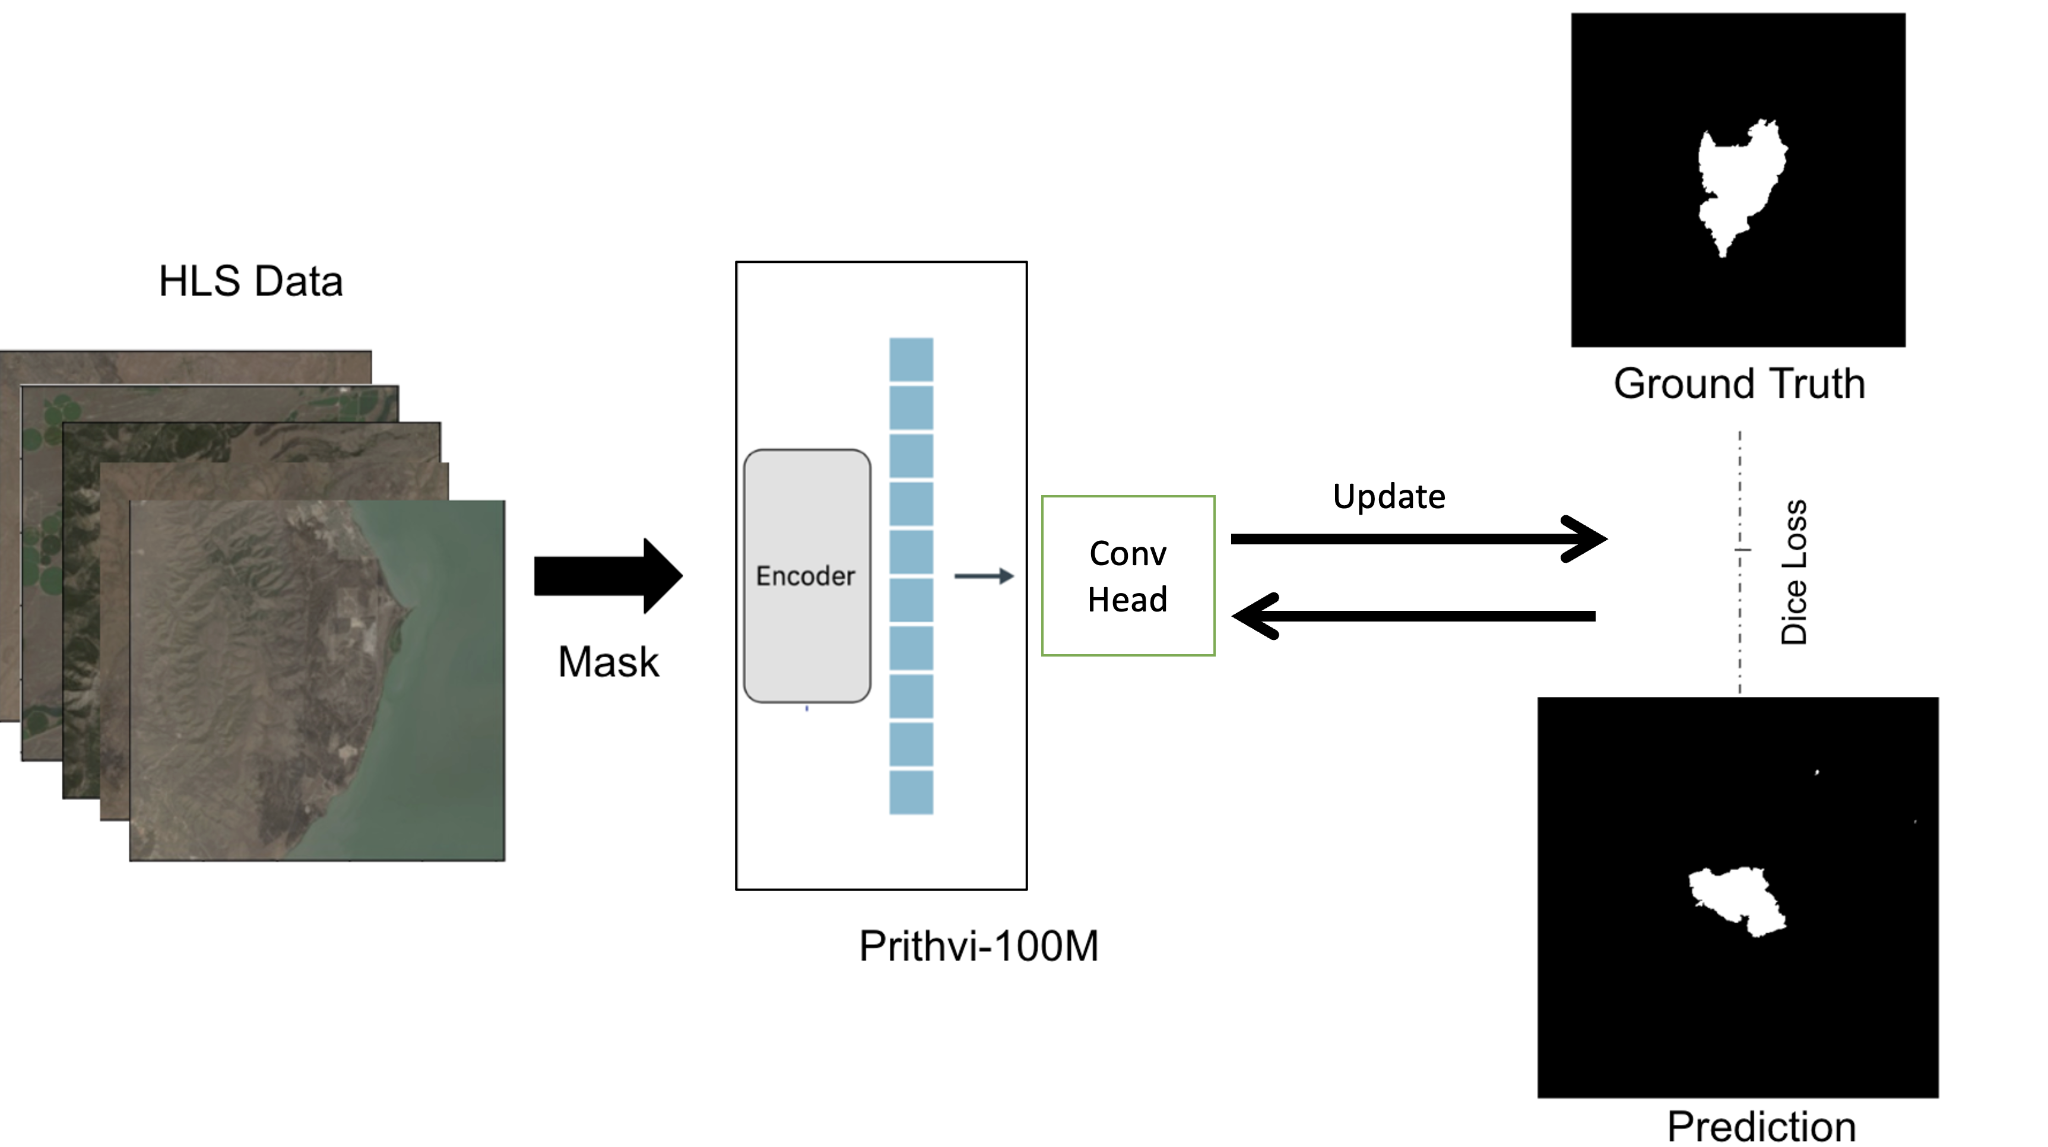 HLS Data
Mask
Encoder
Prithvi-100M
Conv
Head
Update
Ground Truth
Dice Loss
Prediction